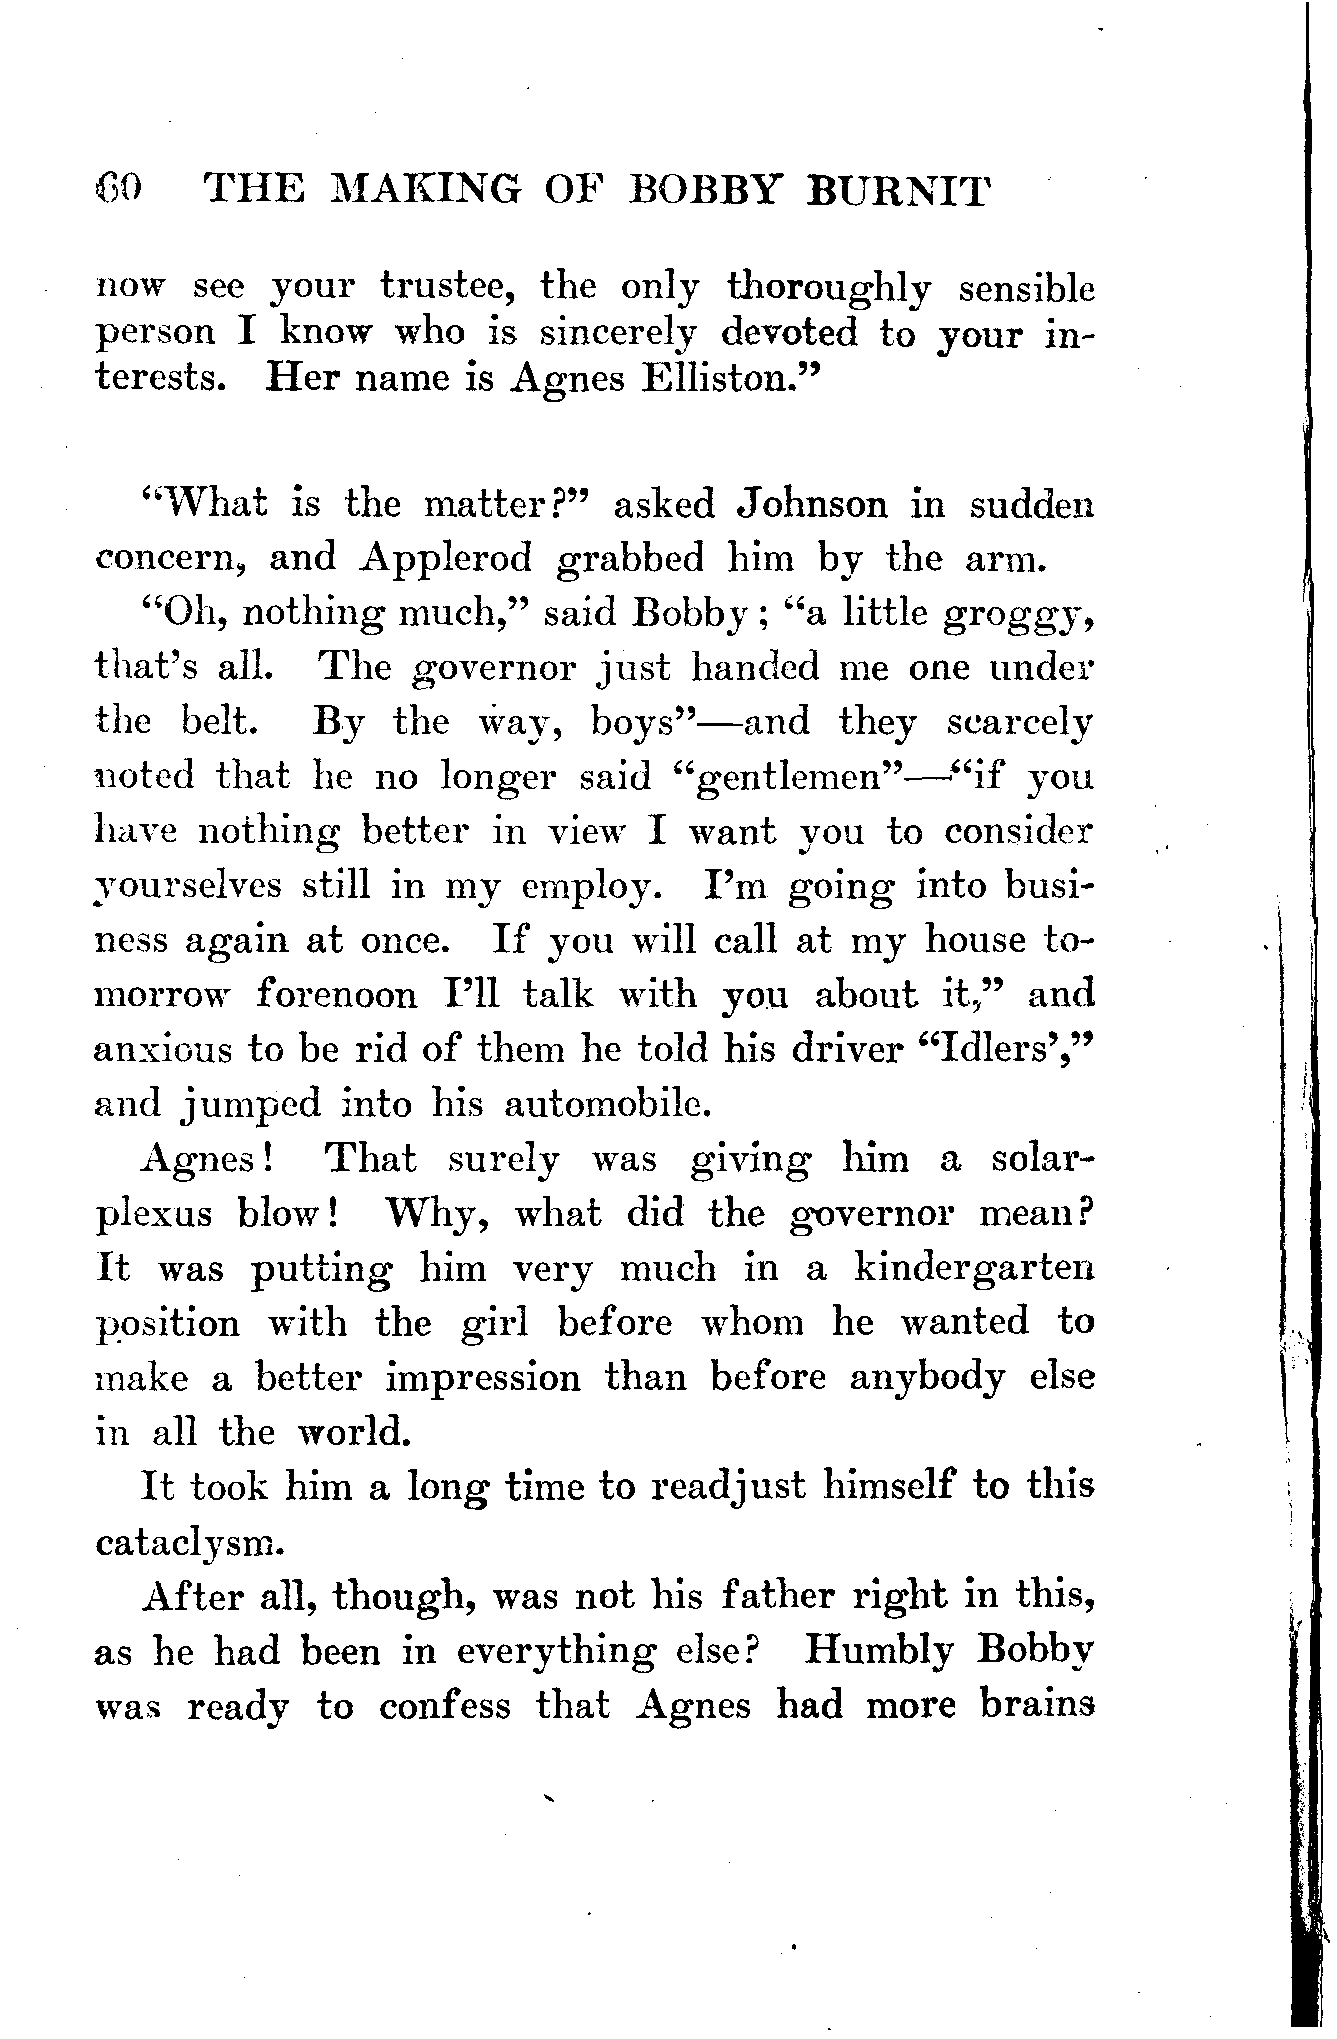 60 THE MAKING OF BOBBY BURNIT
now see your trustee, the only thoroughly sensible
person I know who is sincerely devoted to your in-
terests. Her name is Agnes Elliston.”
“What is the matter?” asked Johnson in sudden
concern, and Applerod grabbed him by the arm.
“Oh, nothing much,” said Bobby; “a little groggy,
that’s all. The governor just handed me one under
the belt. By the way, boys”—and they scarcely
noted that he no longer said “gentlemen”—“if you
have nothing better in view I want you to consider
yourselves still in my employ. I’m going into busi-
ness again at once. If you will call at my house to-
morrow forenoon I’ll talk with you about it,” and
anxious to be rid of them he told his driver “Idlers’,”
and jumped into his automobile.
Agnes! That surely was giving him a solar-
plexus blow! Why, what did the governor mean?
It was putting him very much in a kindergarten
position with the girl before whom he wanted to
make a better impression than before anybody else
in all the world.
It took him a long time to readjust himself to this
cataclysm.
After all, though, was not his father right in this,
as he had been in everything else? Humbly Bobby
was ready to confess that Agnes had more brains